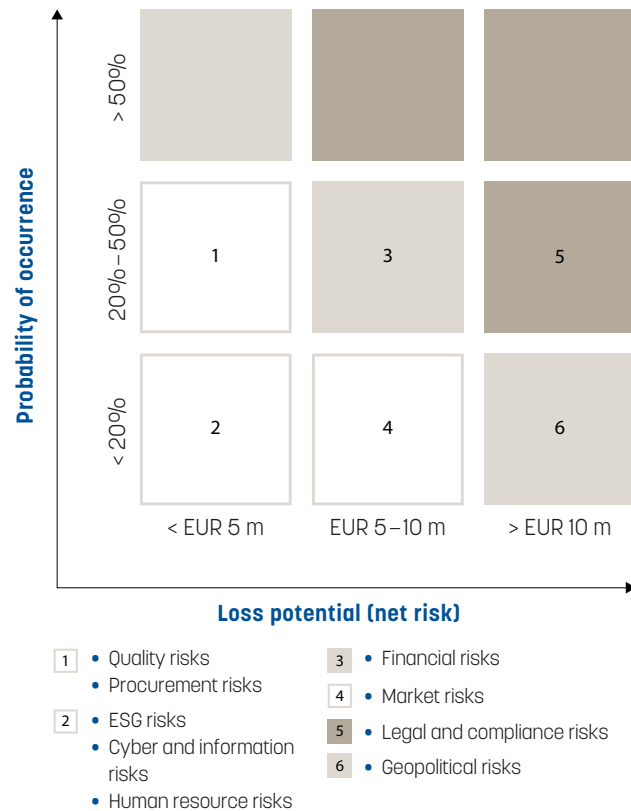 Probability of occurrence
> 50%
20%–50%
1
3
5
< 20%
2
4
6
< EUR 5 m
EUR 5–10 m
> EUR 10 m
Loss potential (net risk)
1
• Quality risks
• Procurement risks
2
• ESG risks
• Cyber and information
risks
• Human resource risks
3
• Financial risks
4
• Market risks
5
• Legal and compliance risks
6
• Geopolitical risks